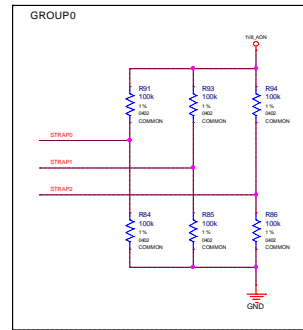 GROUP0
1V8_AON
R91
100k
1 %
0402
COMMON
R93
100k
1 %
0402
COMMON
R94
100k
1 %
0402
COMMON
STRAP0
STRAP1
STRAP2
R84
100k
1 %
0402
COMMON
R85
100k
1 %
0402
COMMON
R86
100k
1 %
0402
COMMON
GND